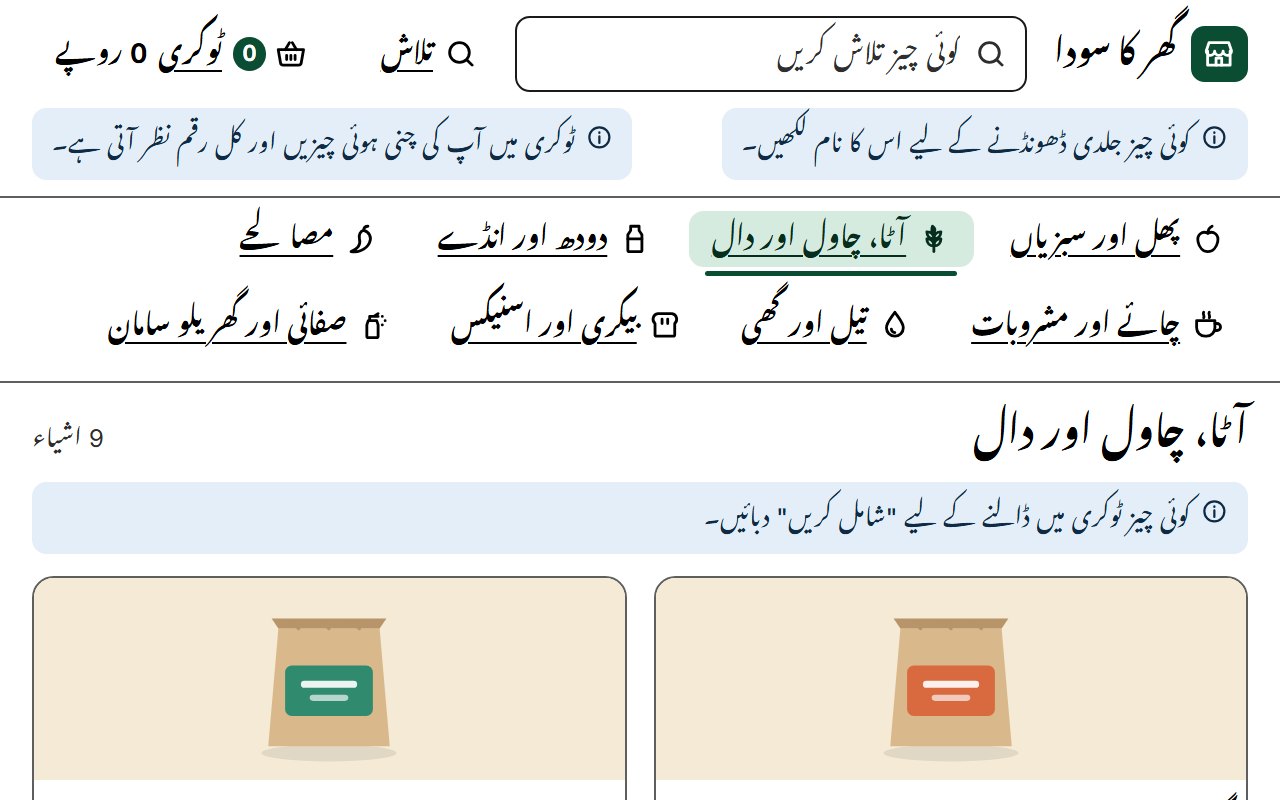 گھر کا سودا
کوئی چیز تلاش کریں
تلاش
0 ٹوکری 0 روپے
کوئی چیز جلدی ڈھونڈنے کے لیے اس کا نام لکھیں۔
ٹوکری میں آپ کی چنی ہوئی چیزیں اور کل رقم نظر آتی ہے۔
پھل اور سبزیاں
آٹا، چاول اور دال
دودھ اور انڈے
مصالحے
چائے اور مشروبات
تیل اور گھی
بیکری اور اسنیکس
صفائی اور گھریلو سامان
آٹا، چاول اور دال
9 اشیاء
کوئی چیز ٹوکری میں ڈالنے کے لیے "شامل کریں" دبائیں۔